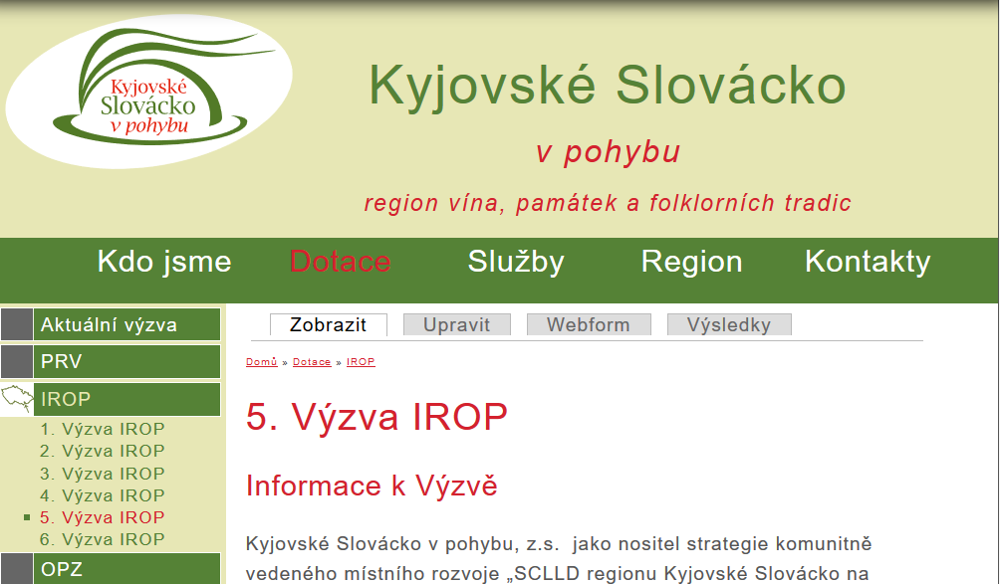 Kyjovské
Slovácko
v pohybu
Kyjovské Slovácko
v pohybu
region vína, památek a folklorních tradic
Kdo jsme Dotace Služby Region Kontakty
Aktuální výzva
PRV
IROP
1. Výzva IROP
2. Výzva IROP
3. Výzva IROP
4. Výzva IROP
5. Výzva IROP
6. Výzva IROP
OPZ
Zobrazit Upravit Webform Výsledky
Domů » Dotace » IROP
5. Výzva IROP
Informace k Výzvě
Kyjovské Slovácko v pohybu, z.s. jako nositel strategie komunitně
vedeného místního rozvoje „SCLLD regionu Kyjovské Slovácko na